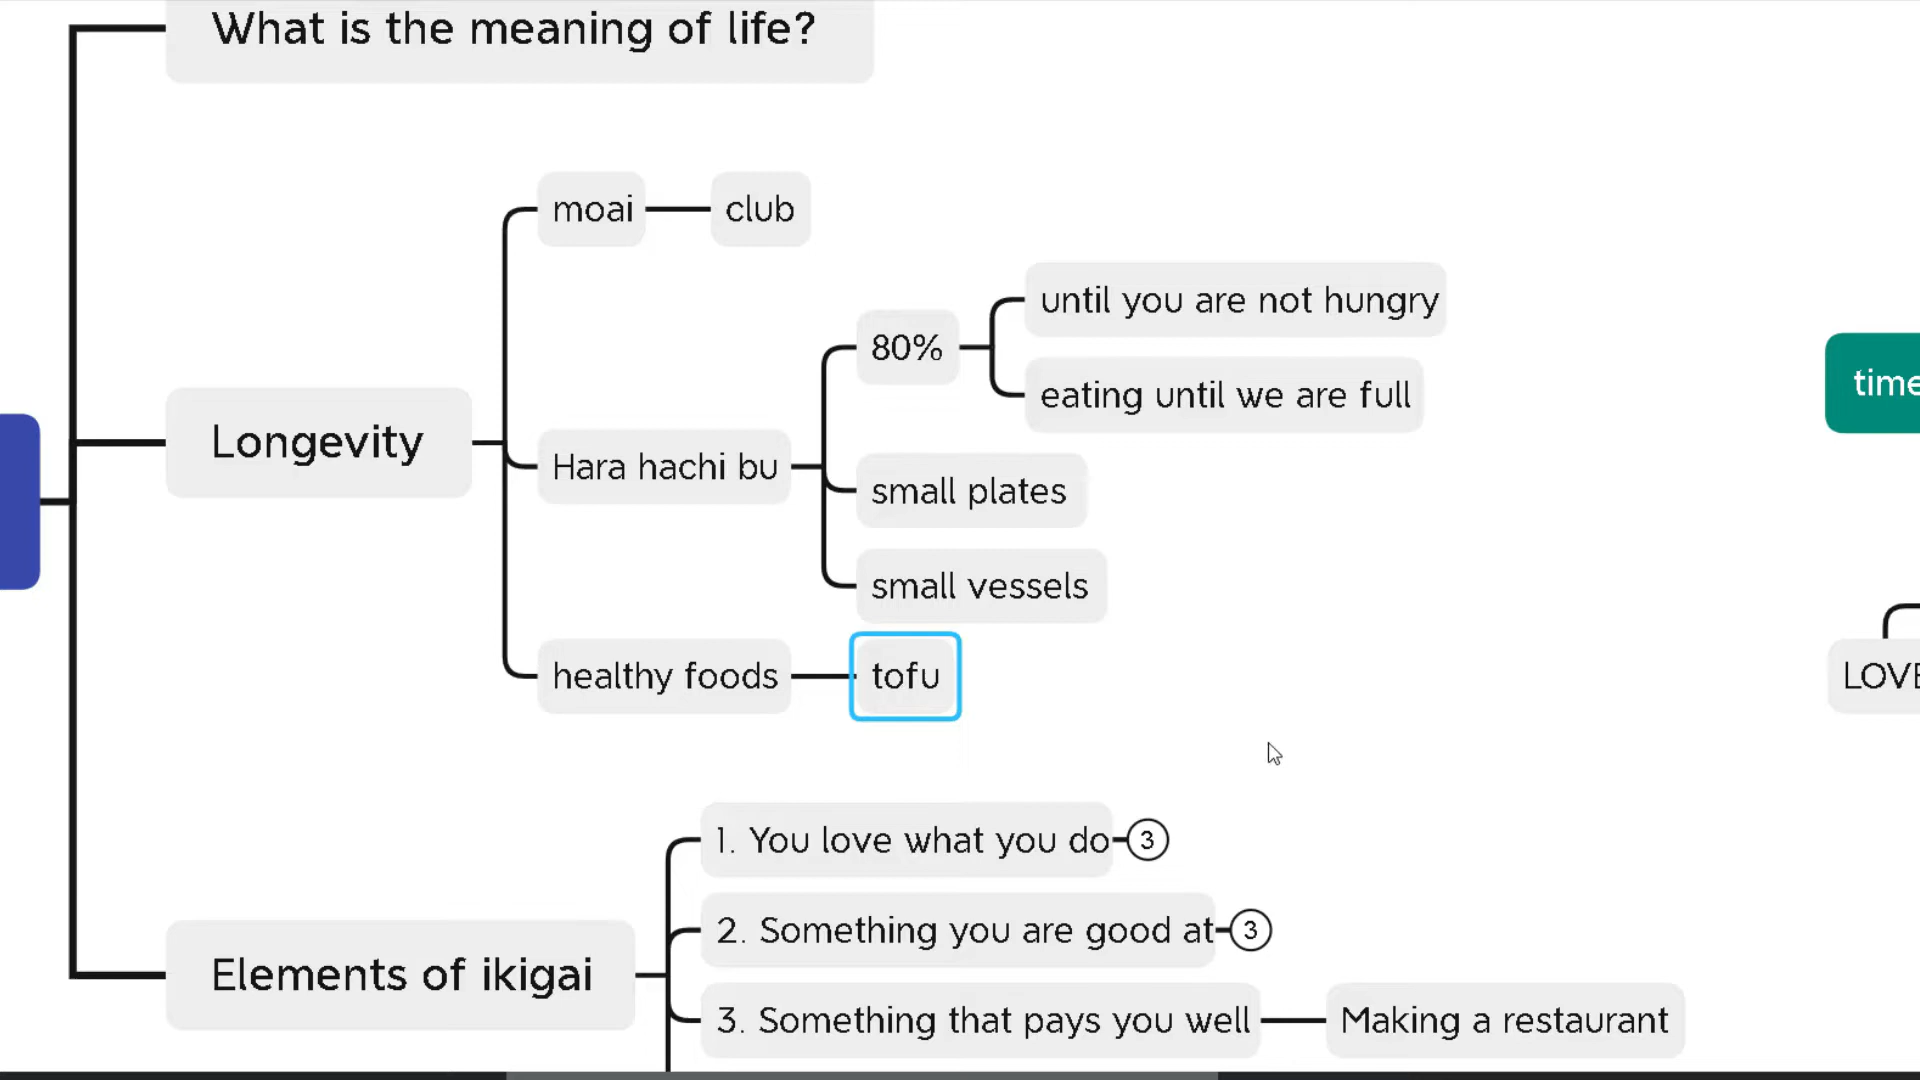 What is the meaning of life?
moai
club
until you are not hungry
80%
eating until we are full
time
Longevity
Hara hachi bu
small plates
small vessels
healthy foods
tofu
LOVE
1. You love what you do
3
2. Something you are good at
3
Elements of ikigai
3. Something that pays you well
Making a restaurant